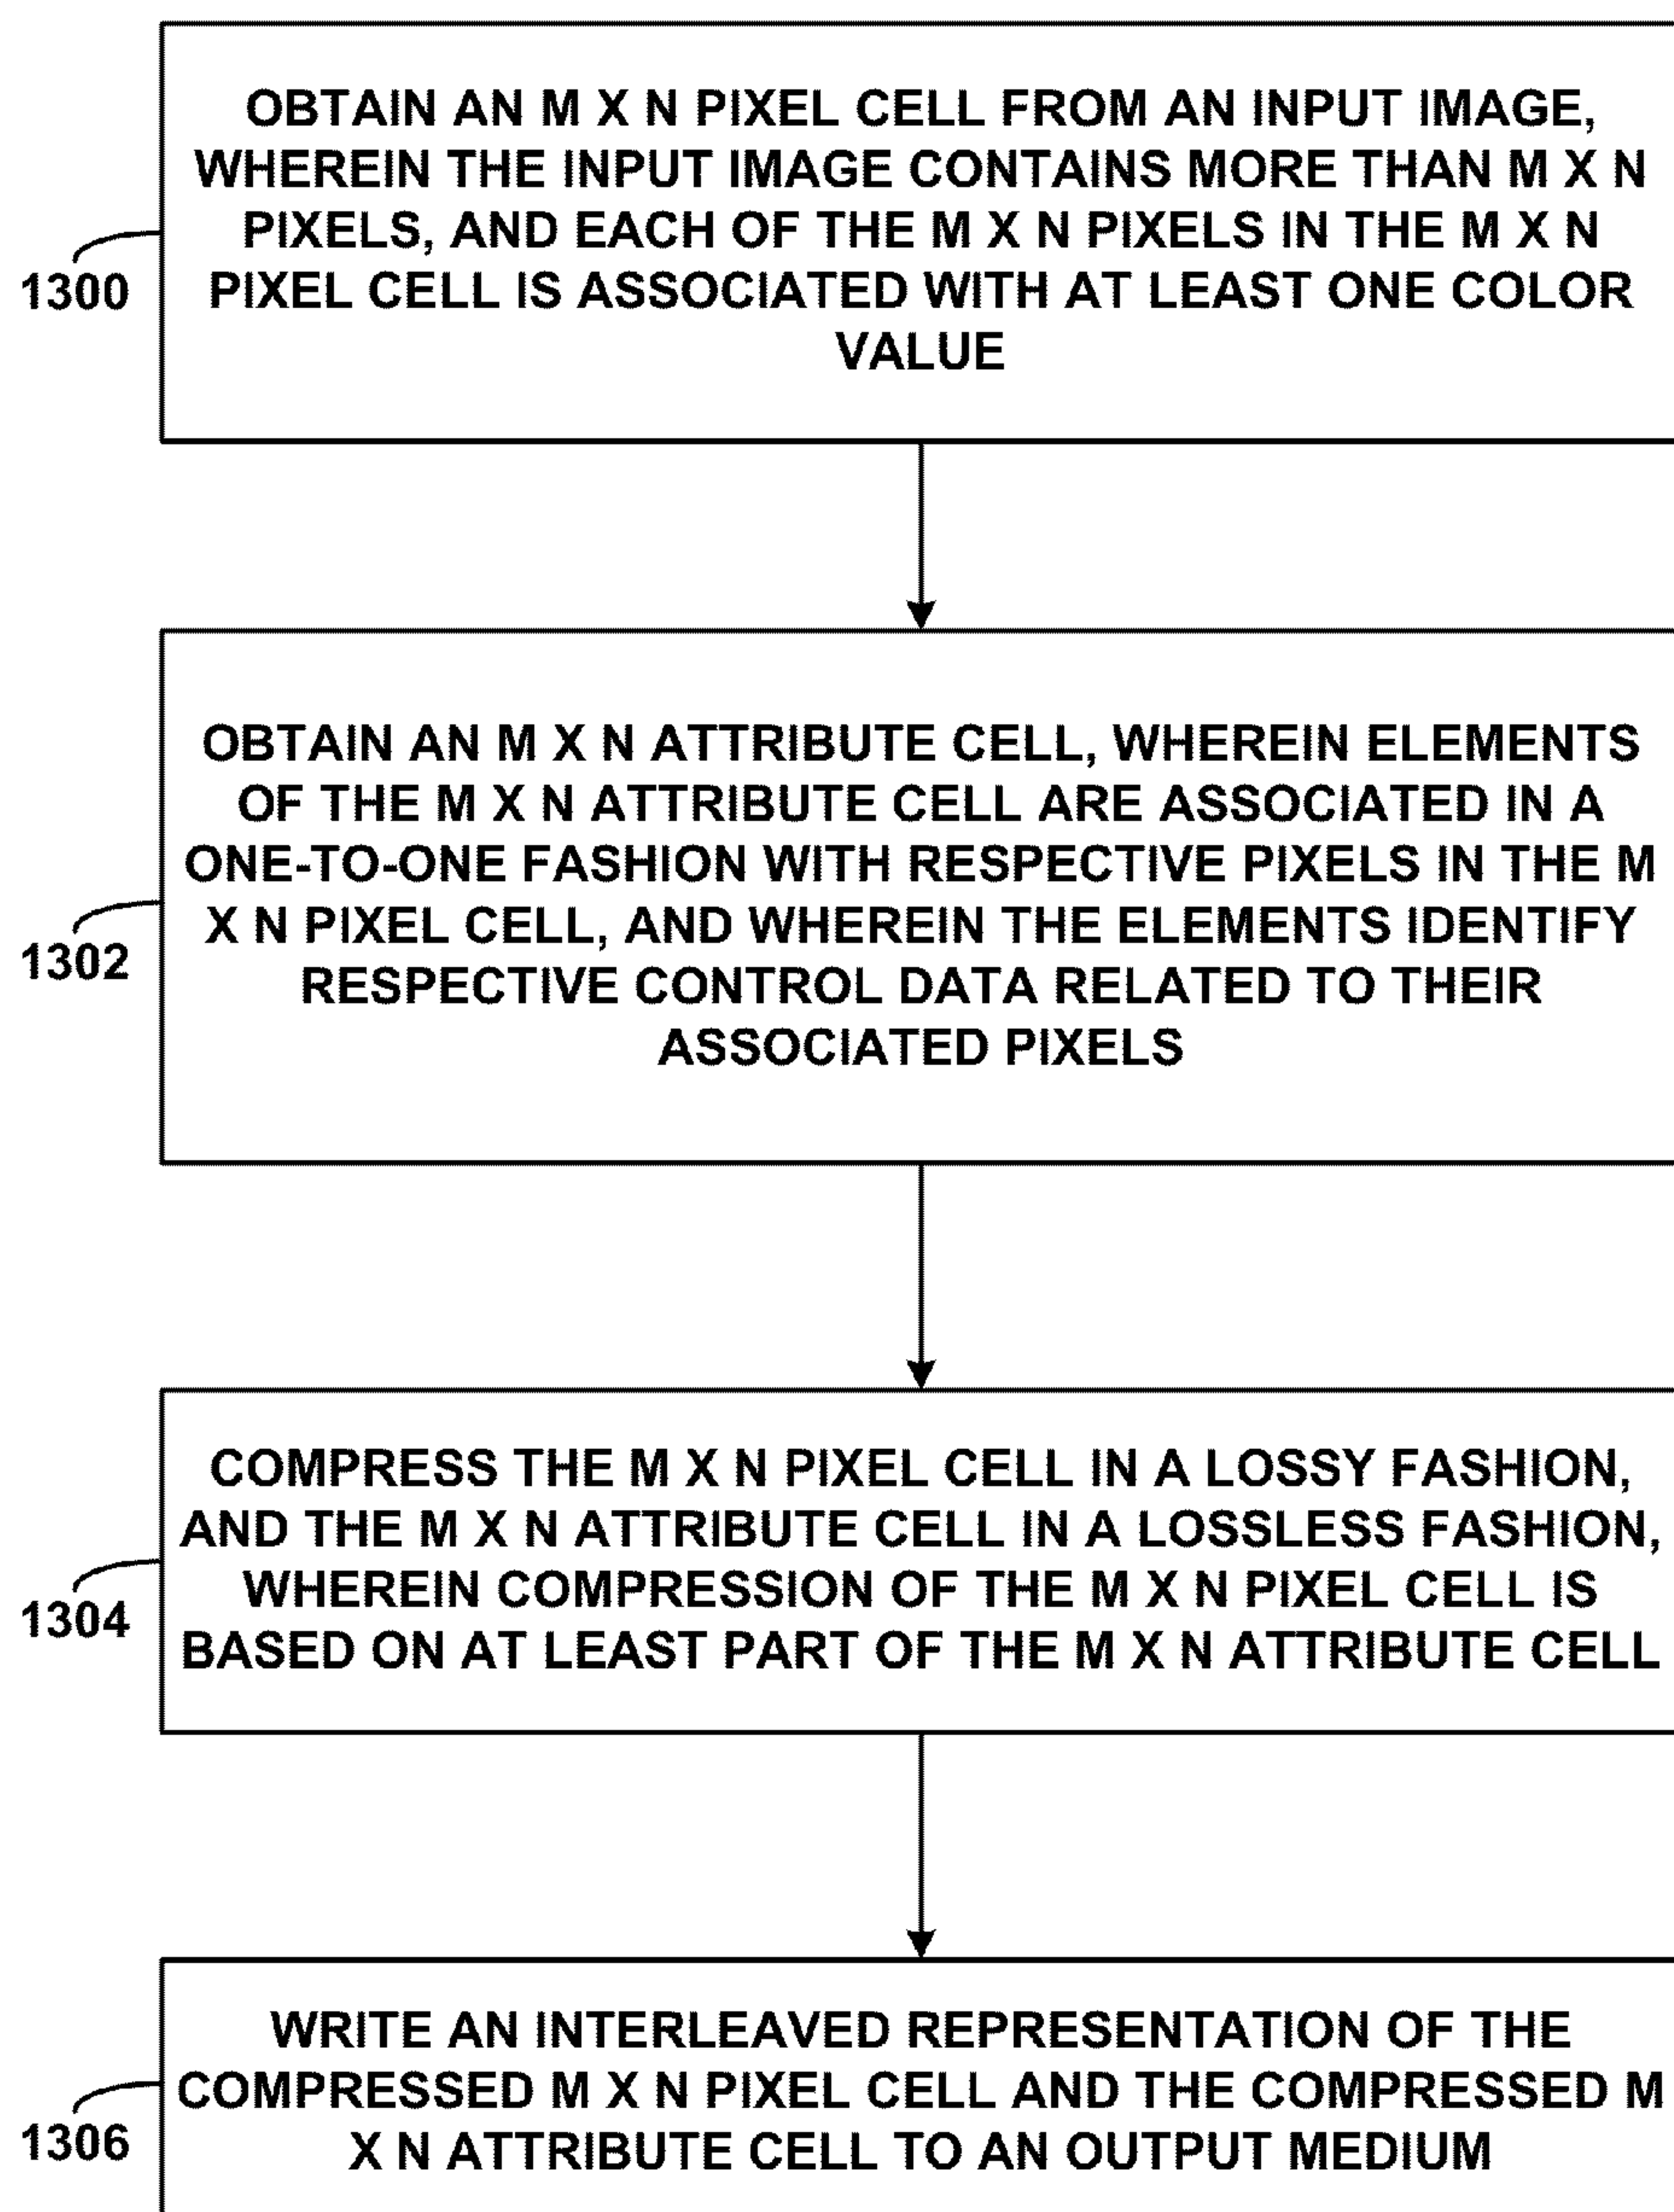 OBTAIN AN M X N PIXEL CELL FROM AN INPUT IMAGE,
WHEREIN THE INPUT IMAGE CONTAINS MORE THAN M X N
PIXELS, AND EACH OF THE M X N PIXELS IN THE M X N
PIXEL CELL IS ASSOCIATED WITH AT LEAST ONE COLOR
VALUE
1300
OBTAIN AN M X N ATTRIBUTE CELL, WHEREIN ELEMENTS
OF THE M X N ATTRIBUTE CELL ARE ASSOCIATED IN A
ONE-TO-ONE FASHION WITH RESPECTIVE PIXELS IN THE M
X N PIXEL CELL, AND WHEREIN THE ELEMENTS IDENTIFY
RESPECTIVE CONTROL DATA RELATED TO THEIR
ASSOCIATED PIXELS
1302
COMPRESS THE M X N PIXEL CELL IN A LOSSY FASHION,
AND THE M X N ATTRIBUTE CELL IN A LOSSLESS FASHION,
WHEREIN COMPRESSION OF THE M X N PIXEL CELL IS
BASED ON AT LEAST PART OF THE M X N ATTRIBUTE CELL
1304
WRITE AN INTERLEAVED REPRESENTATION OF THE
COMPRESSED M X N PIXEL CELL AND THE COMPRESSED M
X N ATTRIBUTE CELL TO AN OUTPUT MEDIUM
1306